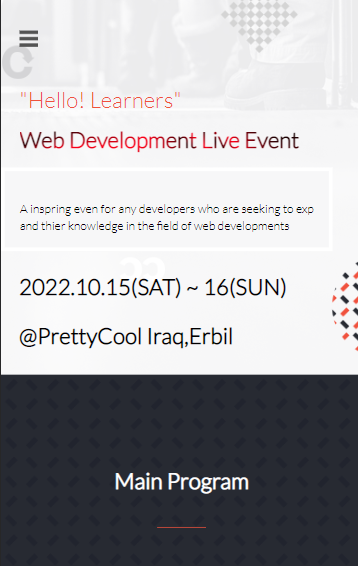 "Hello! Learners"
Web Development Live Event
A inspring even for any developers who are seeking to exp
and thier knowledge in the field of web developments
2022.10.15(SAT) ~ 16(SUN)
@PrettyCool Iraq,Erbil
Main Program